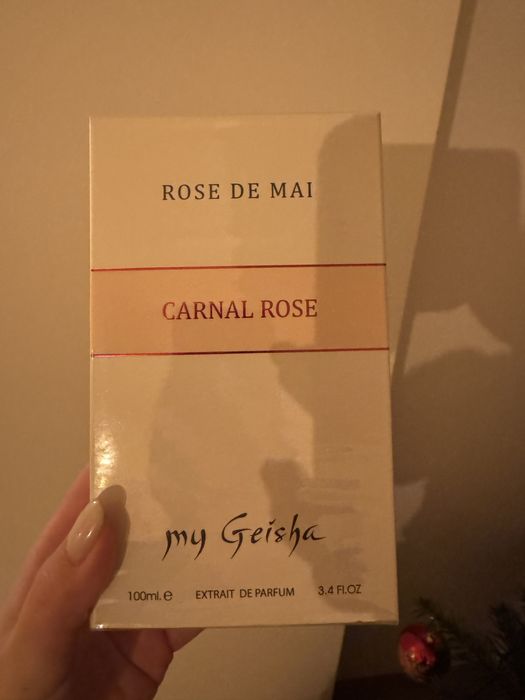 ROSE DE MAI
CARNAL ROSE
my Geisha
100ml. e EXTRAIT DE PARFUM 3.4 Fl.OZ